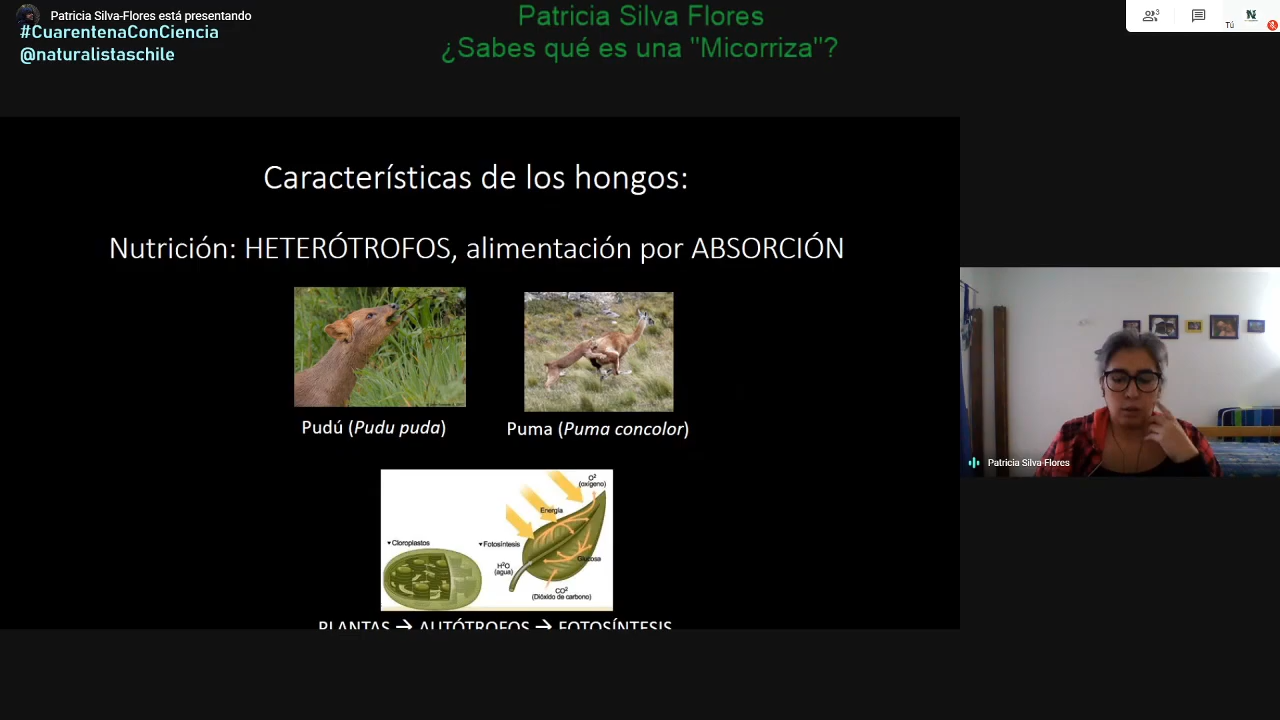 Patricia Silva-Flores está presentando
#CuarentenaConCiencia
@naturalistaschile
Patricia Silva Flores
¿Sabes qué es una "Micorriza"?
3
Tú
Características de los hongos:
Nutrición: HETERÓTROFOS, alimentación por ABSORCIÓN
Pudú (Pudu puda)
Puma (Puma concolor)
O²
(oxígeno)
Energía
▾Cloroplastos
▾Fotosíntesis
Glucosa
H²O
(agua)
CO²
(Dióxido de carbono)
PLANTAS → AUTÓTROFOS → FOTOSÍNTESIS
Patricia Silva Flores